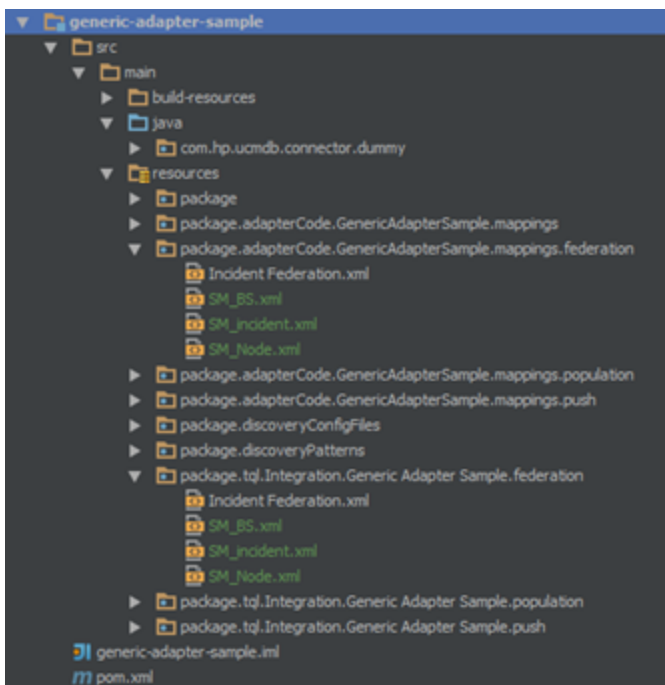 generic-adapter-sample
src
main
build-resources
java
com.hp.ucmdb.connector.dummy
resources
package
package.adapterCode.GenericAdapterSample.mappings
package.adapterCode.GenericAdapterSample.mappings.federation
Incident Federation.xml
SM_BS.xml
SM_incident.xml
SM_Node.xml
package.adapterCode.GenericAdapterSample.mappings.population
package.adapterCode.GenericAdapterSample.mappings.push
package.discoveryConfigFiles
package.discoveryPatterns
package.tql.Integration.Generic Adapter Sample.federation
Incident Federation.xml
SM_BS.xml
SM_incident.xml
SM_Node.xml
package.tql.Integration.Generic Adapter Sample.population
package.tql.Integration.Generic Adapter Sample.push
generic-adapter-sample.iml
pom.xml